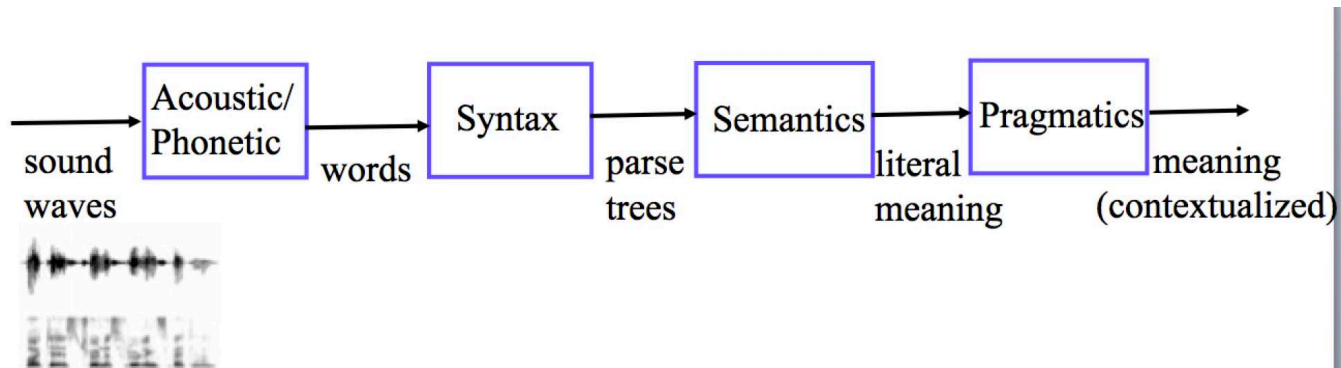 sound
waves
Acoustic/
Phonetic
words
Syntax
parse
trees
Semantics
literal
meaning
Pragmatics
meaning
(contextualized)